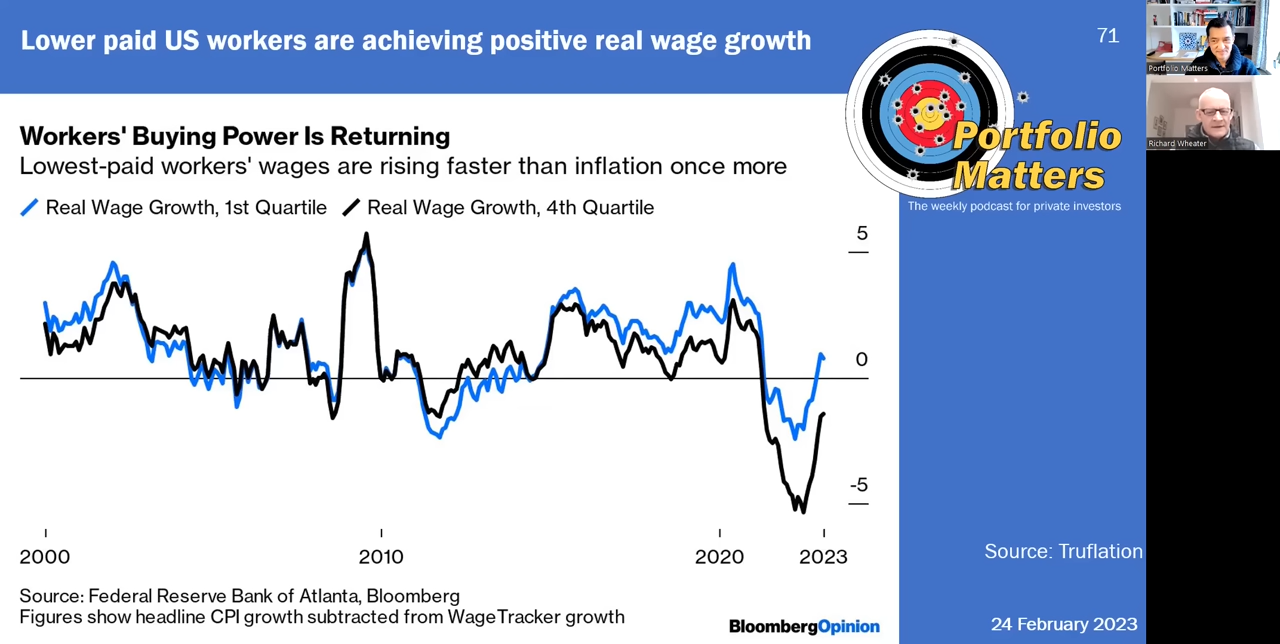 Lower paid US workers are achieving positive real wage growth
71
Portfolio Matters
Richard Wheater
Portfolio
Matters
The weekly podcast for private investors
Workers' Buying Power Is Returning
Lowest-paid workers' wages are rising faster than inflation once more
Real Wage Growth, 1st Quartile Real Wage Growth, 4th Quartile
5
0
-5
2000 2010 2020 2023
Source: Truflation
Source: Federal Reserve Bank of Atlanta, Bloomberg
Figures show headline CPI growth subtracted from WageTracker growth
BloombergOpinion
24 February 2023